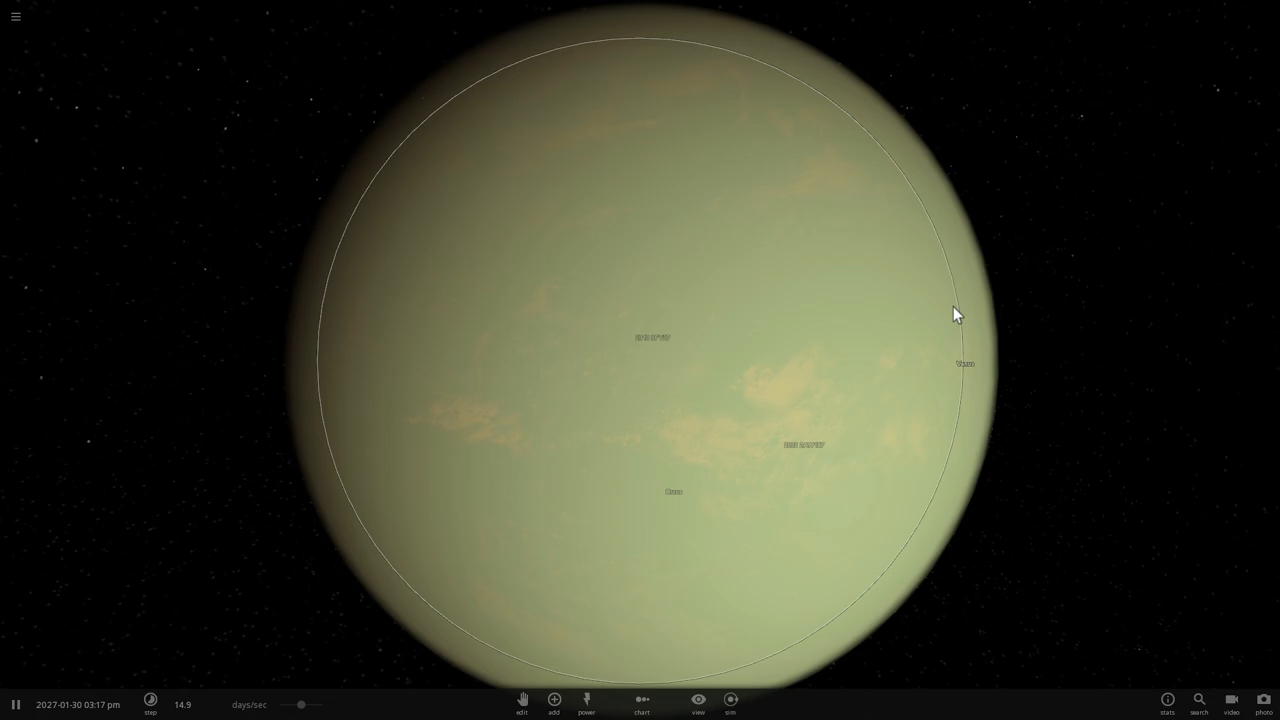 Venus
2027-01-30 03:17 pm
step
14.9
days/sec
edit
add
power
chart
view
sim
stats
search
video
photo